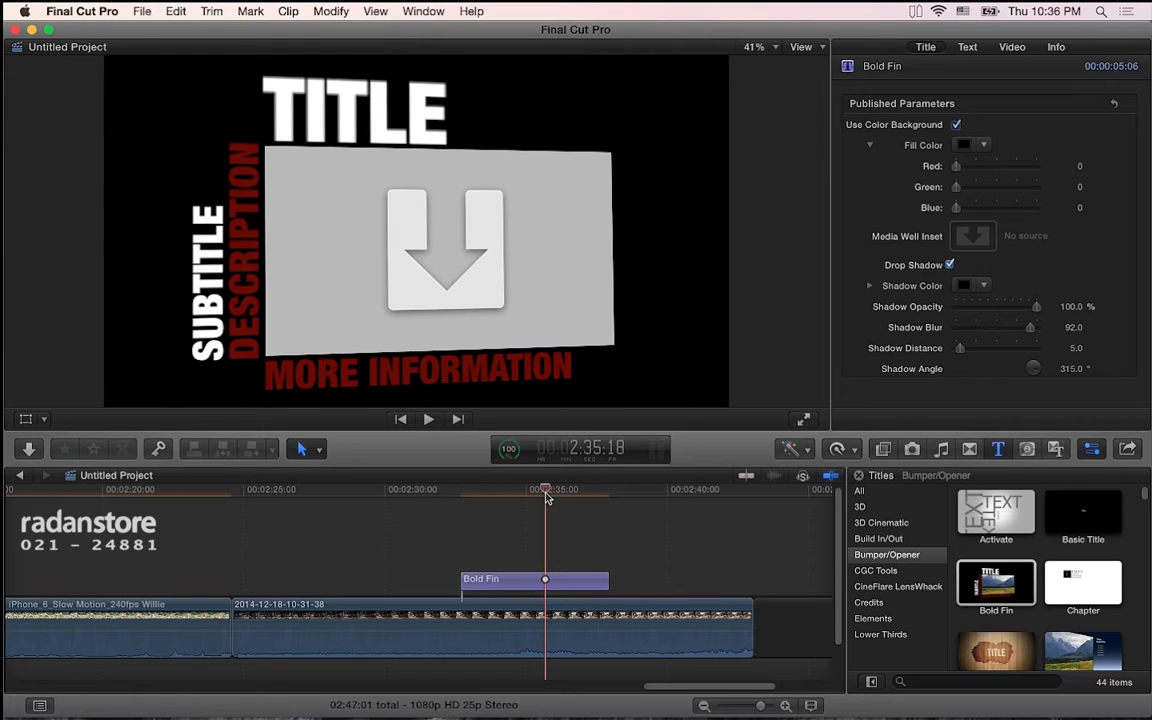 Final Cut Pro File Edit Trim Mark Clip Modify View Window Help Thu 10:36 PM
Final Cut Pro
Untitled Project 41% View Title Text Video Info
Bold Fin 00:00:05:06
Published Parameters
Use Color Background
Fill Color
Red: 0
Green: 0
Blue: 0
Media Well Inset No source
Drop Shadow
Shadow Color
Shadow Opacity 100.0 %
Shadow Blur 92.0
Shadow Distance 5.0
Shadow Angle 315.0 °
TITLE
SUBTITLE
DESCRIPTION
MORE INFORMATION
100 2:35:18
HR MIN SEC FR
Untitled Project
Titles Bumper/Opener
00:02:20:00 00:02:25:00 00:02:30:00 00:02:35:00 00:02:40:00
radanstore
021 - 24881
Bold Fin
iPhone_6_Slow Motion_240fps Willie 2014-12-18-10-31-38
All
3D
3D Cinematic
Build In/Out
Bumper/Opener
CGC Tools
CineFlare LensWhack
Credits
Elements
Lower Thirds
TEXT
Activate
Basic Title
TITLE
Bold Fin
Chapter
TITLE
44 items
02:47:01 total - 1080p HD 25p Stereo